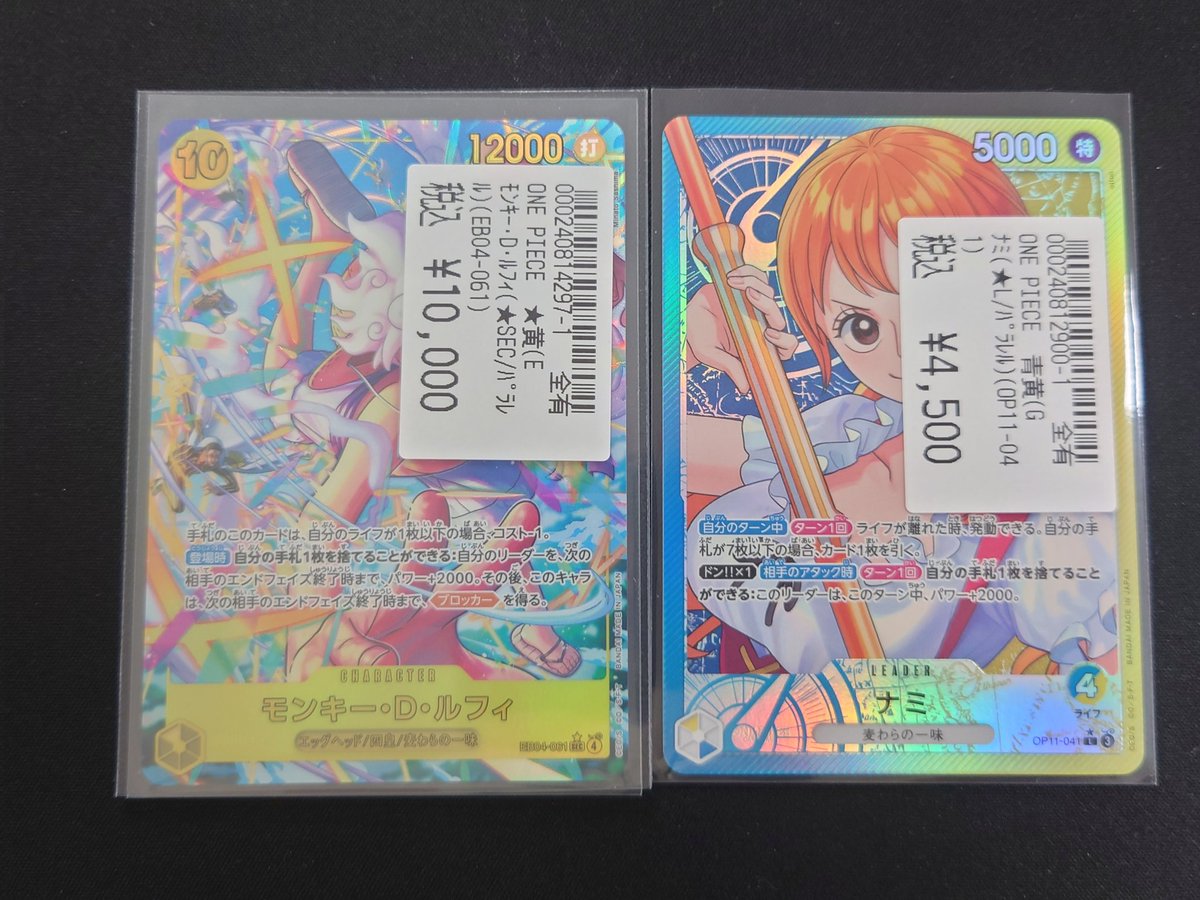 10
12000 打
000240814297-1 全有
ONE PIECE ★黄(E
モンキー・D・ルフィ(★SEC/パラレ
ル)(EB04-061)
税込 ¥10,000
手札のこのカードは、自分のライフが1枚以下の場合、コスト-1。
登場時 自分の手札1枚を捨てることができる:自分のリーダーを、次の
相手のエンドフェイズ終了時まで、パワー+2000。その後、このキャラ
は、次の相手のエンドフェイズ終了時まで、ブロッカー を得る。
BANDAI MADE IN JAPAN
CHARACTER
モンキー・D・ルフィ
エッグヘッド/四皇/麦わらの一味
EB04-061 SEC 4
5000 特
000240812900-1 全有
ONE PIECE 青黄(G
ナミ(★L/パラレル)(OP11-04
1)
税込 ¥4,500
自分のターン中 ターン1回 ライフが離れた時、発動できる。自分の手
札が7枚以下の場合、カード1枚を引く。
ドン!!×1 相手のアタック時 ターン1回 自分の手札1枚を捨てること
ができる:このリーダーは、このターン中、パワー+2000。
BANDAI MADE IN JAPAN
LEADER
ナミ
麦わらの一味
4
ライフ
OP11-041 L 3